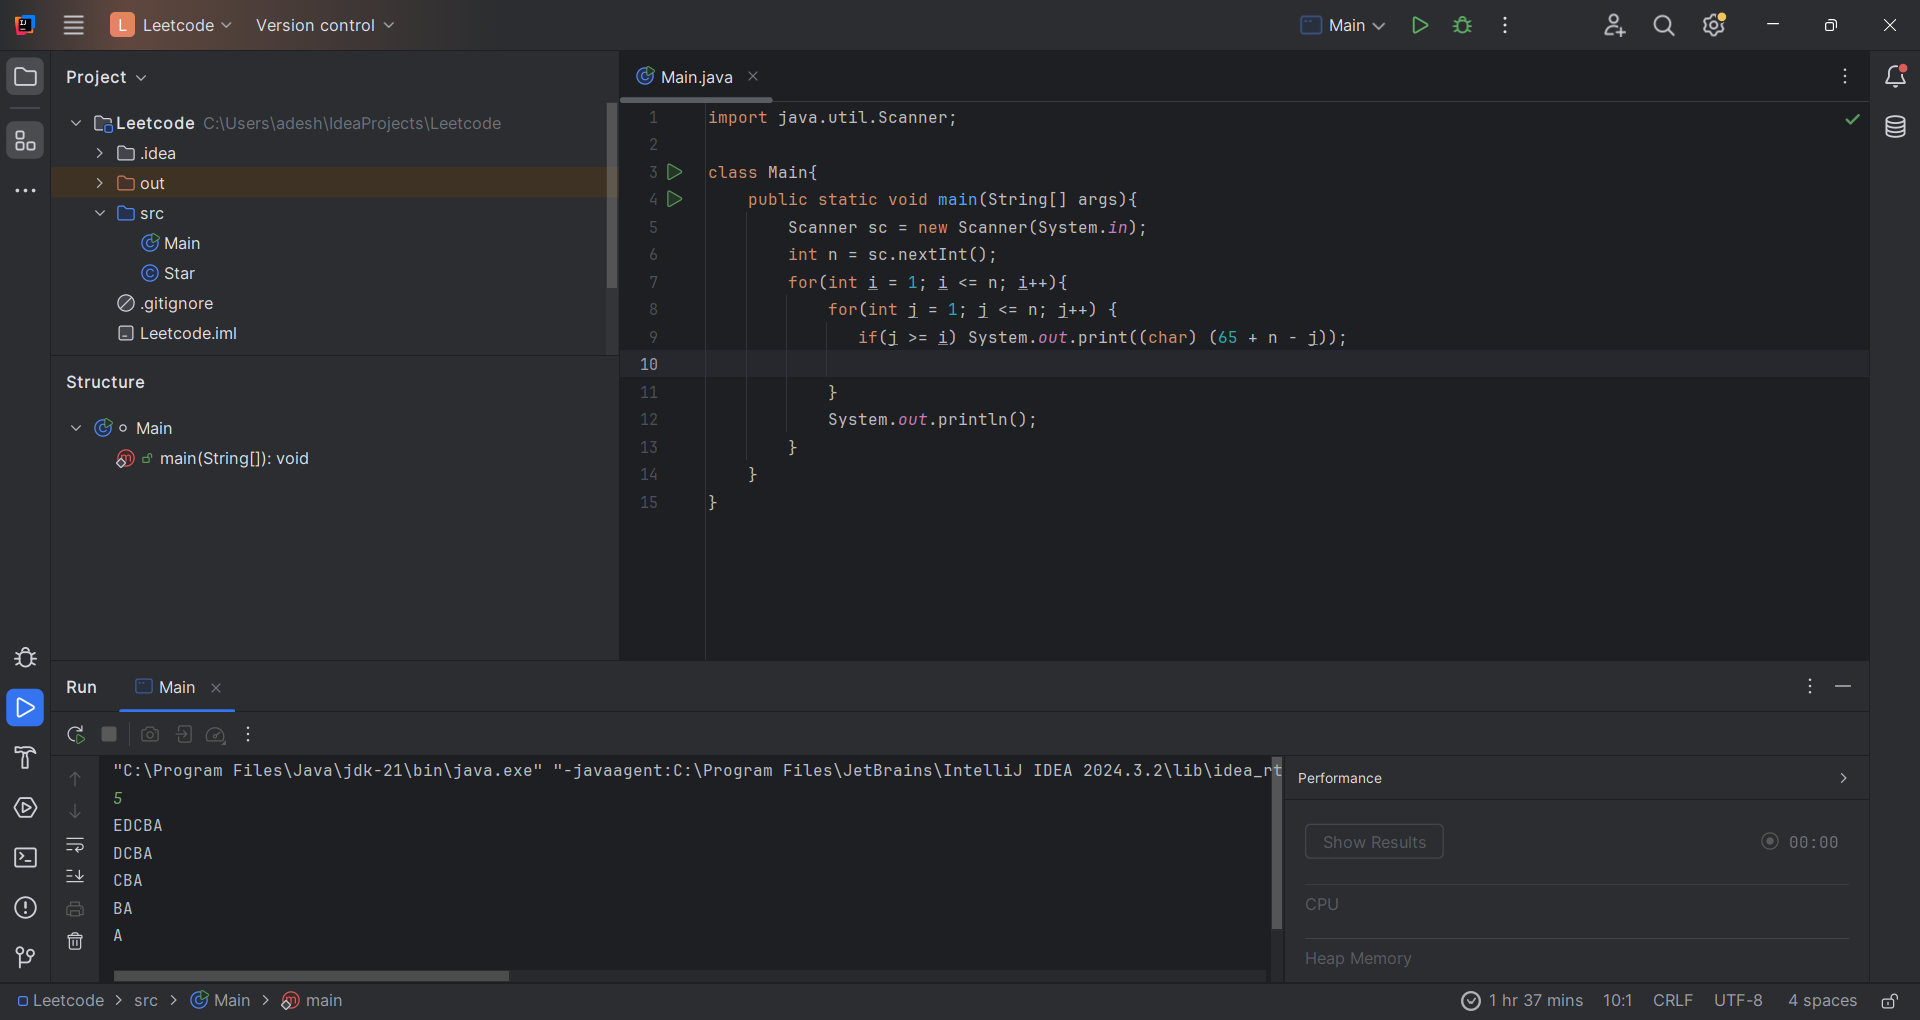 L Leetcode Version control Main
Project
Leetcode C:\Users\adesh\IdeaProjects\Leetcode
.idea
out
src
Main
Star
.gitignore
Leetcode.iml
Structure
Main
main(String[]): void
Main.java
1 import java.util.Scanner;
2
3 class Main{
4 public static void main(String[] args){
5 Scanner sc = new Scanner(System.in);
6 int n = sc.nextInt();
7 for(int i = 1; i <= n; i++){
8 for(int j = 1; j <= n; j++) {
9 if(j >= i) System.out.print((char) (65 + n - j));
10
11 }
12 System.out.println();
13 }
14 }
15 }
Run Main
"C:\Program Files\Java\jdk-21\bin\java.exe" "-javaagent:C:\Program Files\JetBrains\IntelliJ IDEA 2024.3.2\lib\idea_rt
5
EDCBA
DCBA
CBA
BA
A
Performance
Show Results 00:00
CPU
Heap Memory
Leetcode > src > Main > main 1 hr 37 mins 10:1 CRLF UTF-8 4 spaces